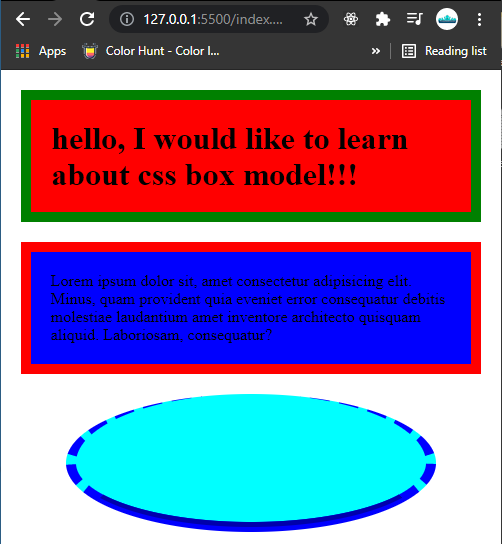 127.0.0.1:5500/index....
Apps Color Hunt - Color I... » Reading list
hello, I would like to learn
about css box model!!!
Lorem ipsum dolor sit, amet consectetur adipisicing elit.
Minus, quam provident quia eveniet error consequatur debitis
molestiae laudantium amet inventore architecto quisquam
aliquid. Laboriosam, consequatur?